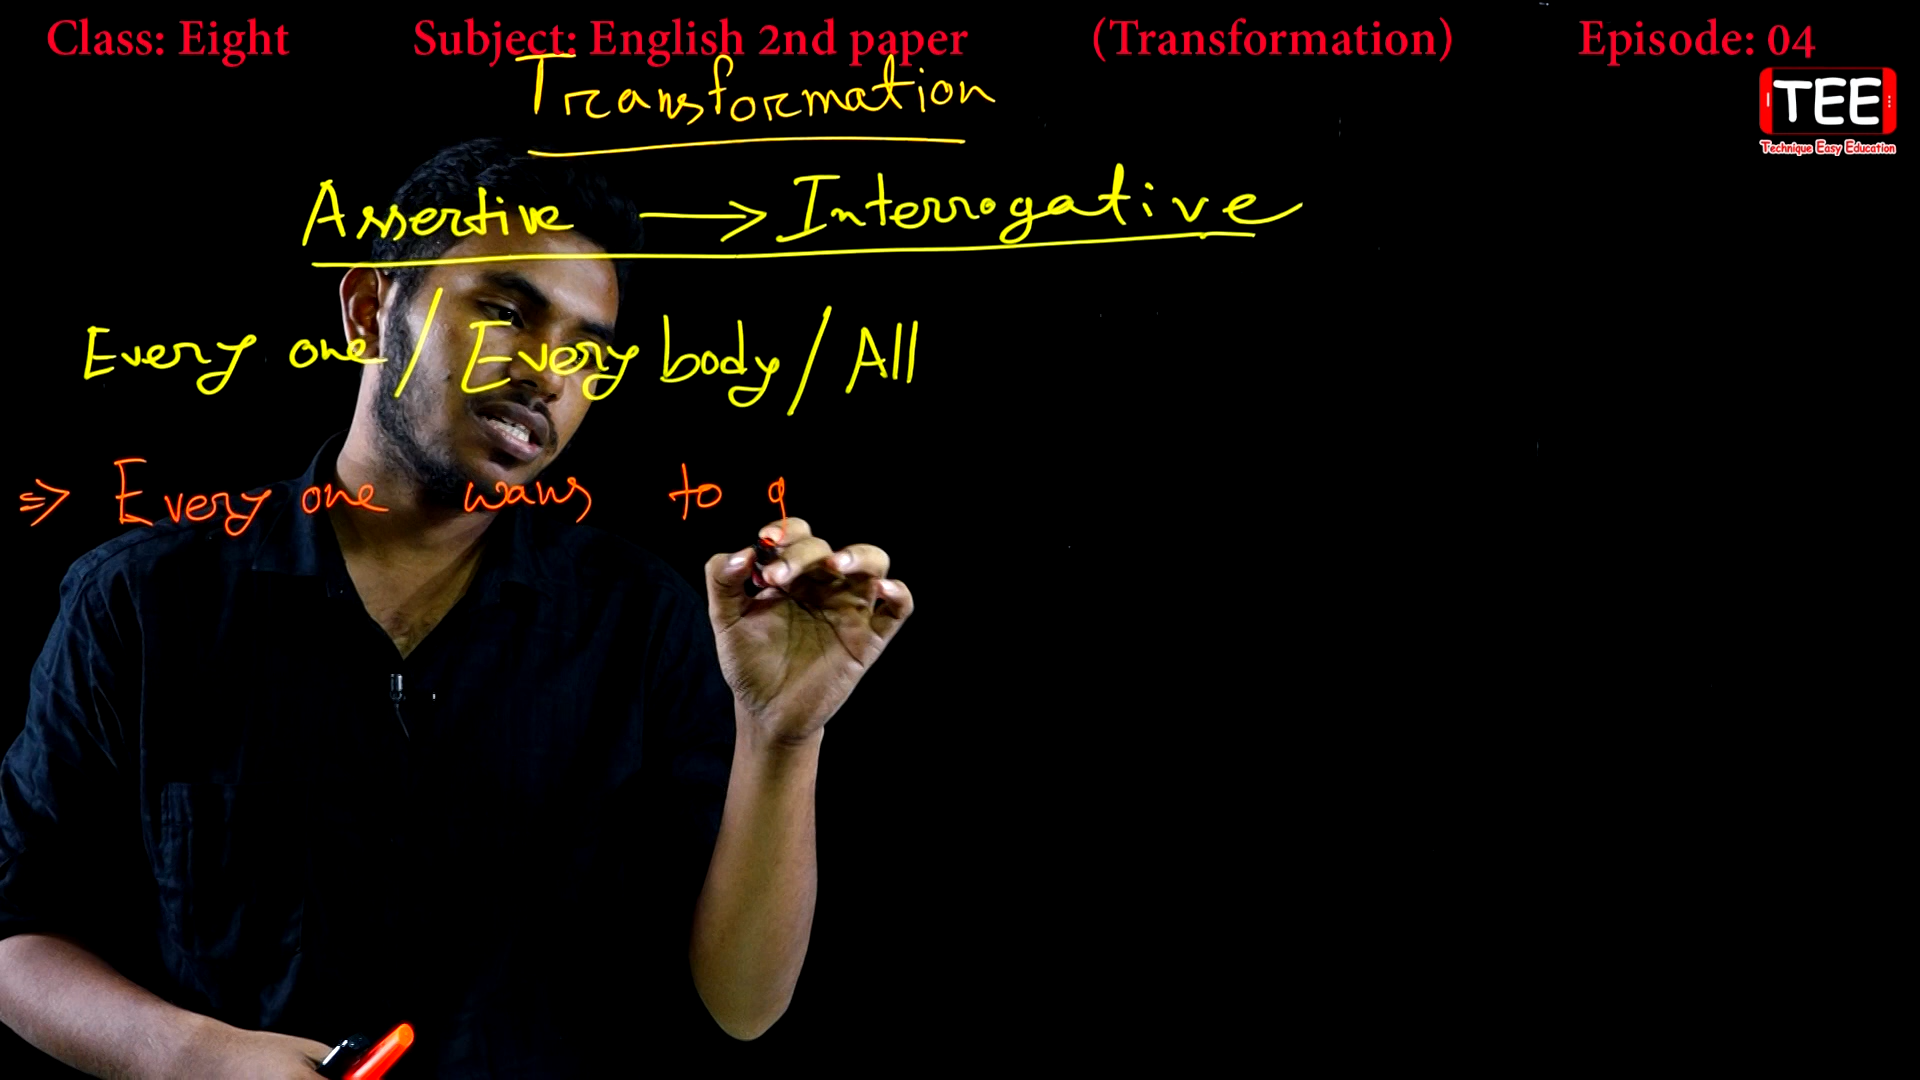 Class: Eight Subject: English 2nd paper (Transformation) Episode: 04
TEE
Technique Easy Education
Transformation
Assertive → Interrogative
Every one / Every body / All
⇒ Every one wans to g